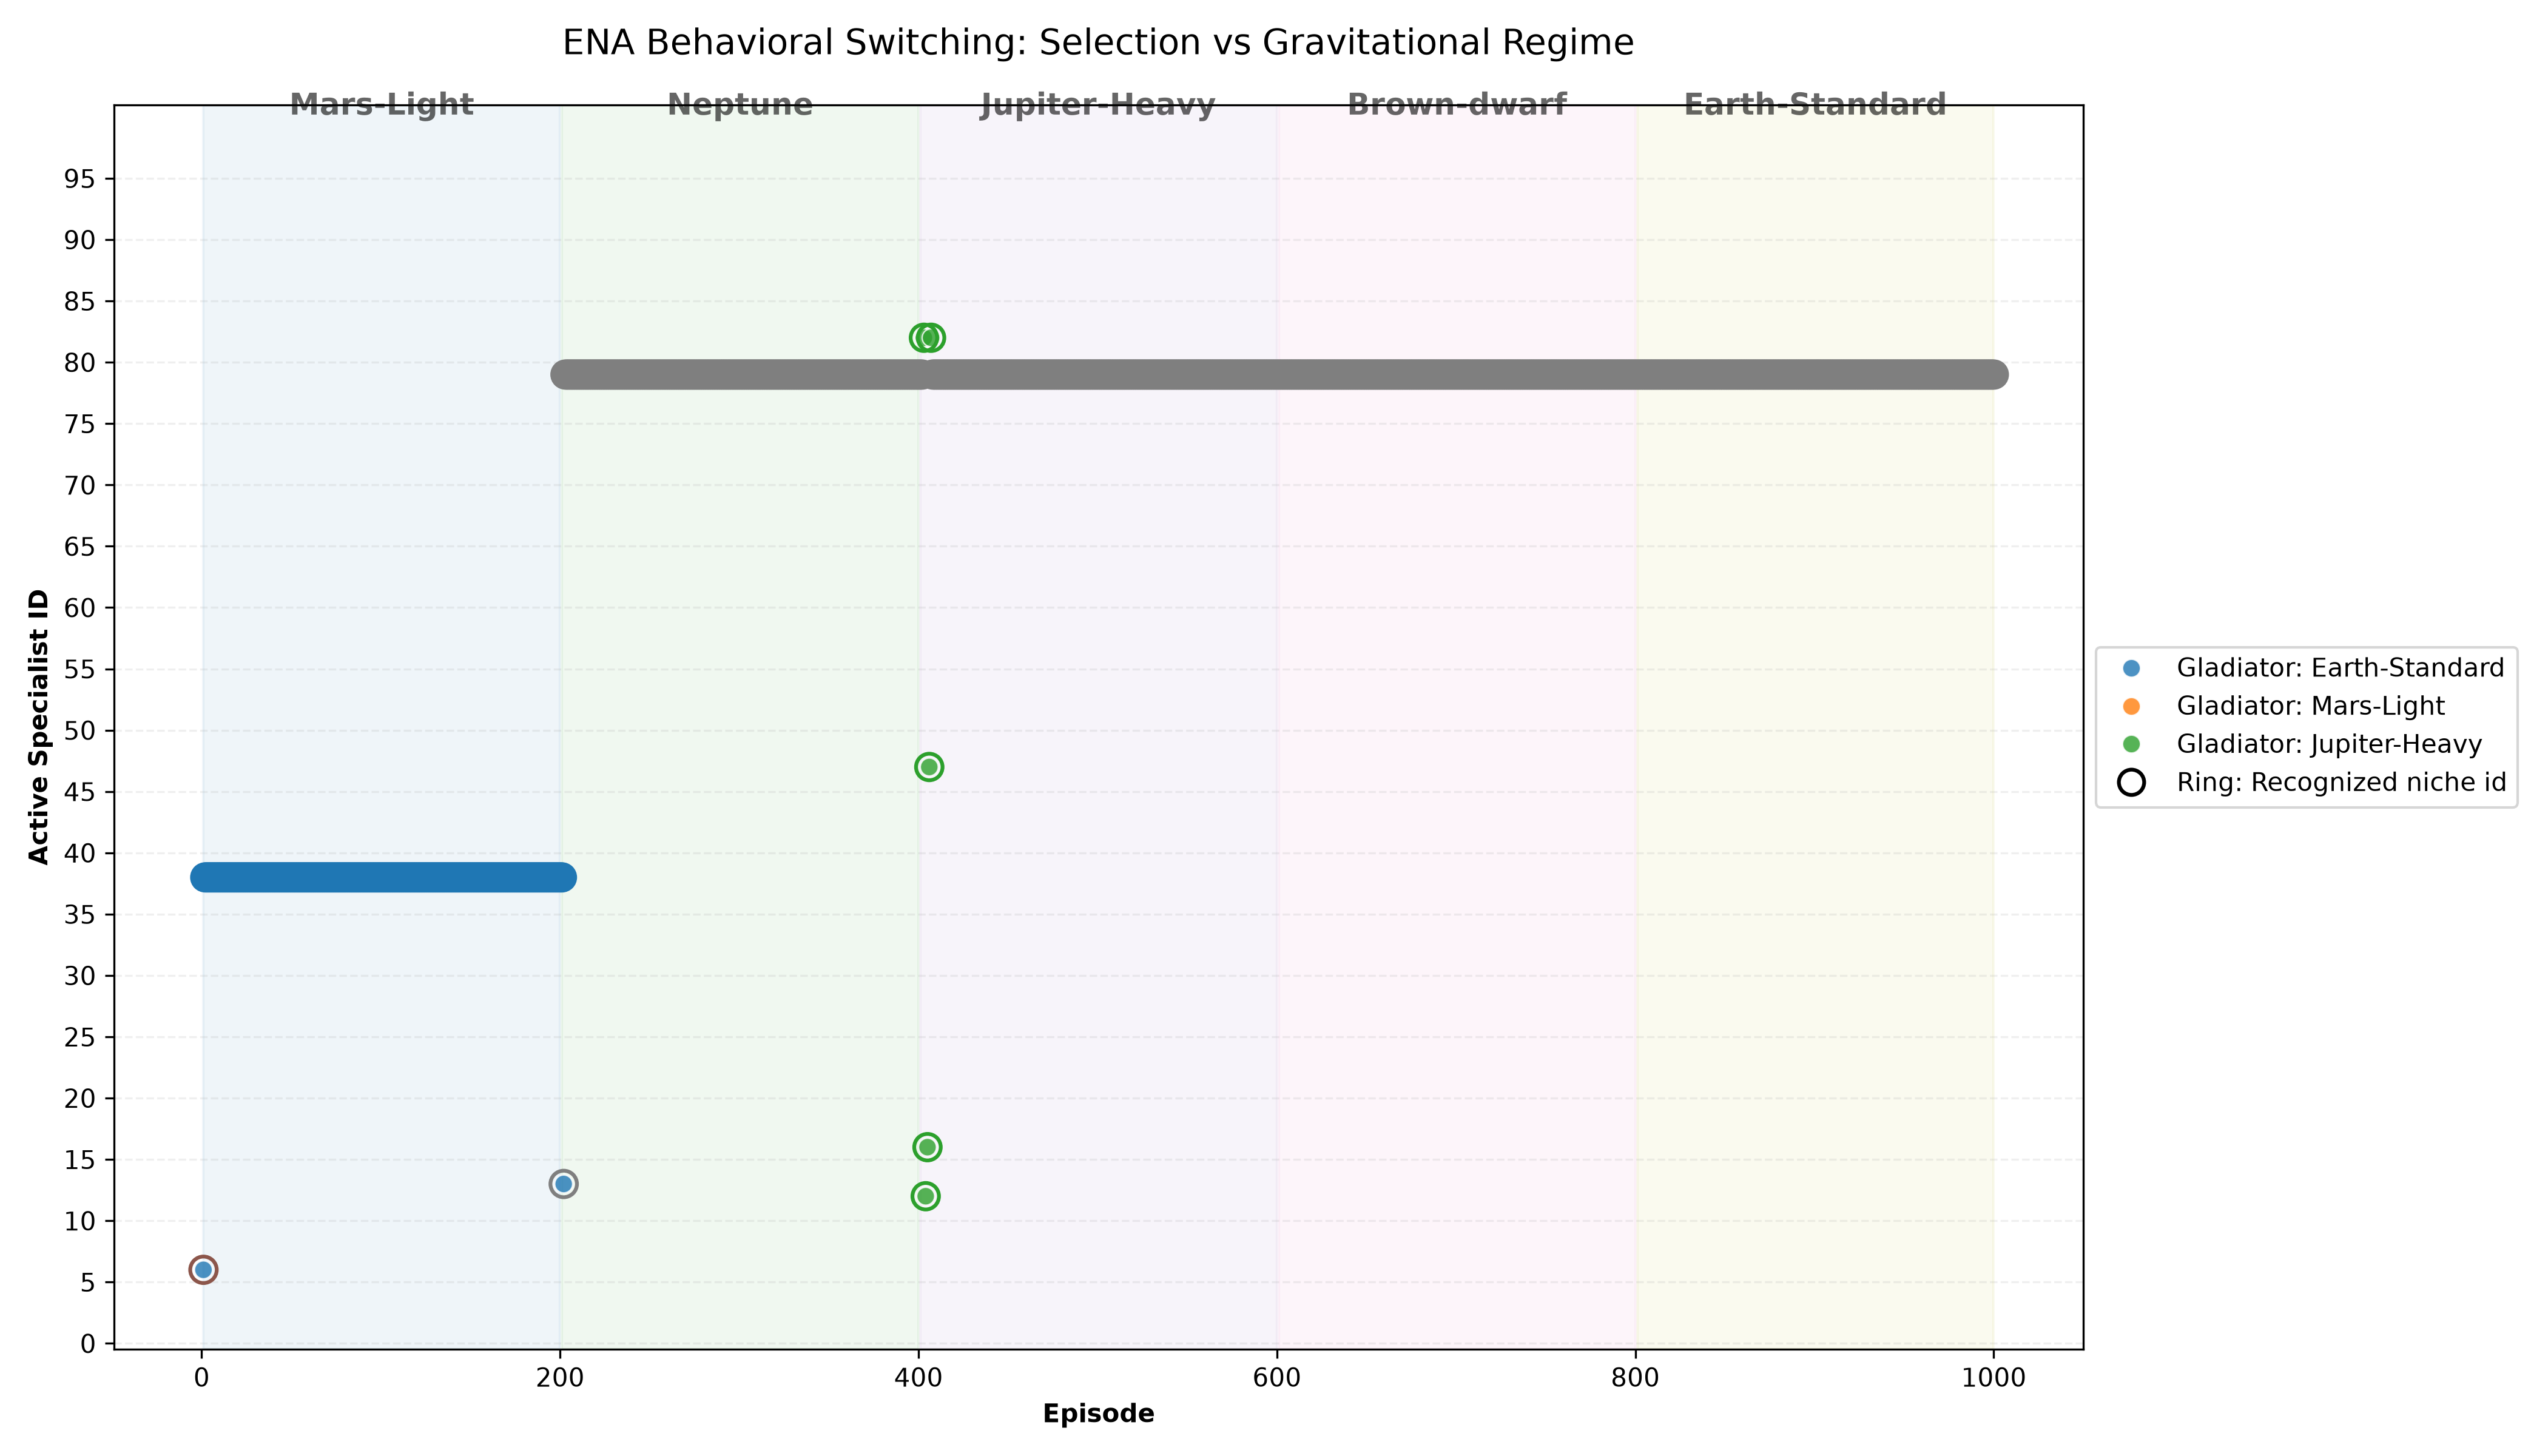 ENA Behavioral Switching: Selection vs Gravitational Regime
Mars-Light Neptune Jupiter-Heavy Brown-dwarf Earth-Standard
95
90
85
80
75
70
65
60
55
50
45
40
35
30
25
20
15
10
5
0
Active Specialist ID
0 200 400 600 800 1000
Episode
Gladiator: Earth-Standard
Gladiator: Mars-Light
Gladiator: Jupiter-Heavy
Ring: Recognized niche id